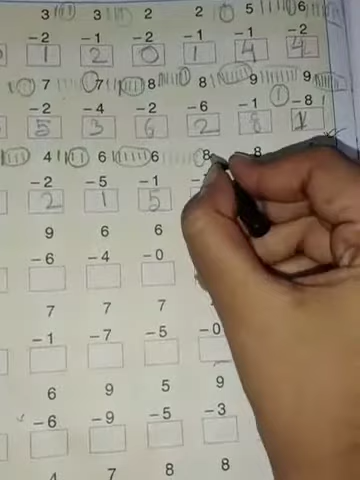 3 3 2 2 5 6
-2 -1 -2 -1 -1 -2
1 2 0 1 4 4
7 7 8 8 9 9
-2 -4 -2 -6 -1 -8
5 3 6 2 8 1
4 6 6 8 8
-2 -5 -1
2 1 5
9 6 6
-6 -4 -0
7 7 7
-1 -7 -5 -0
6 9 5 9
-6 -9 -5 -3
7 8 8